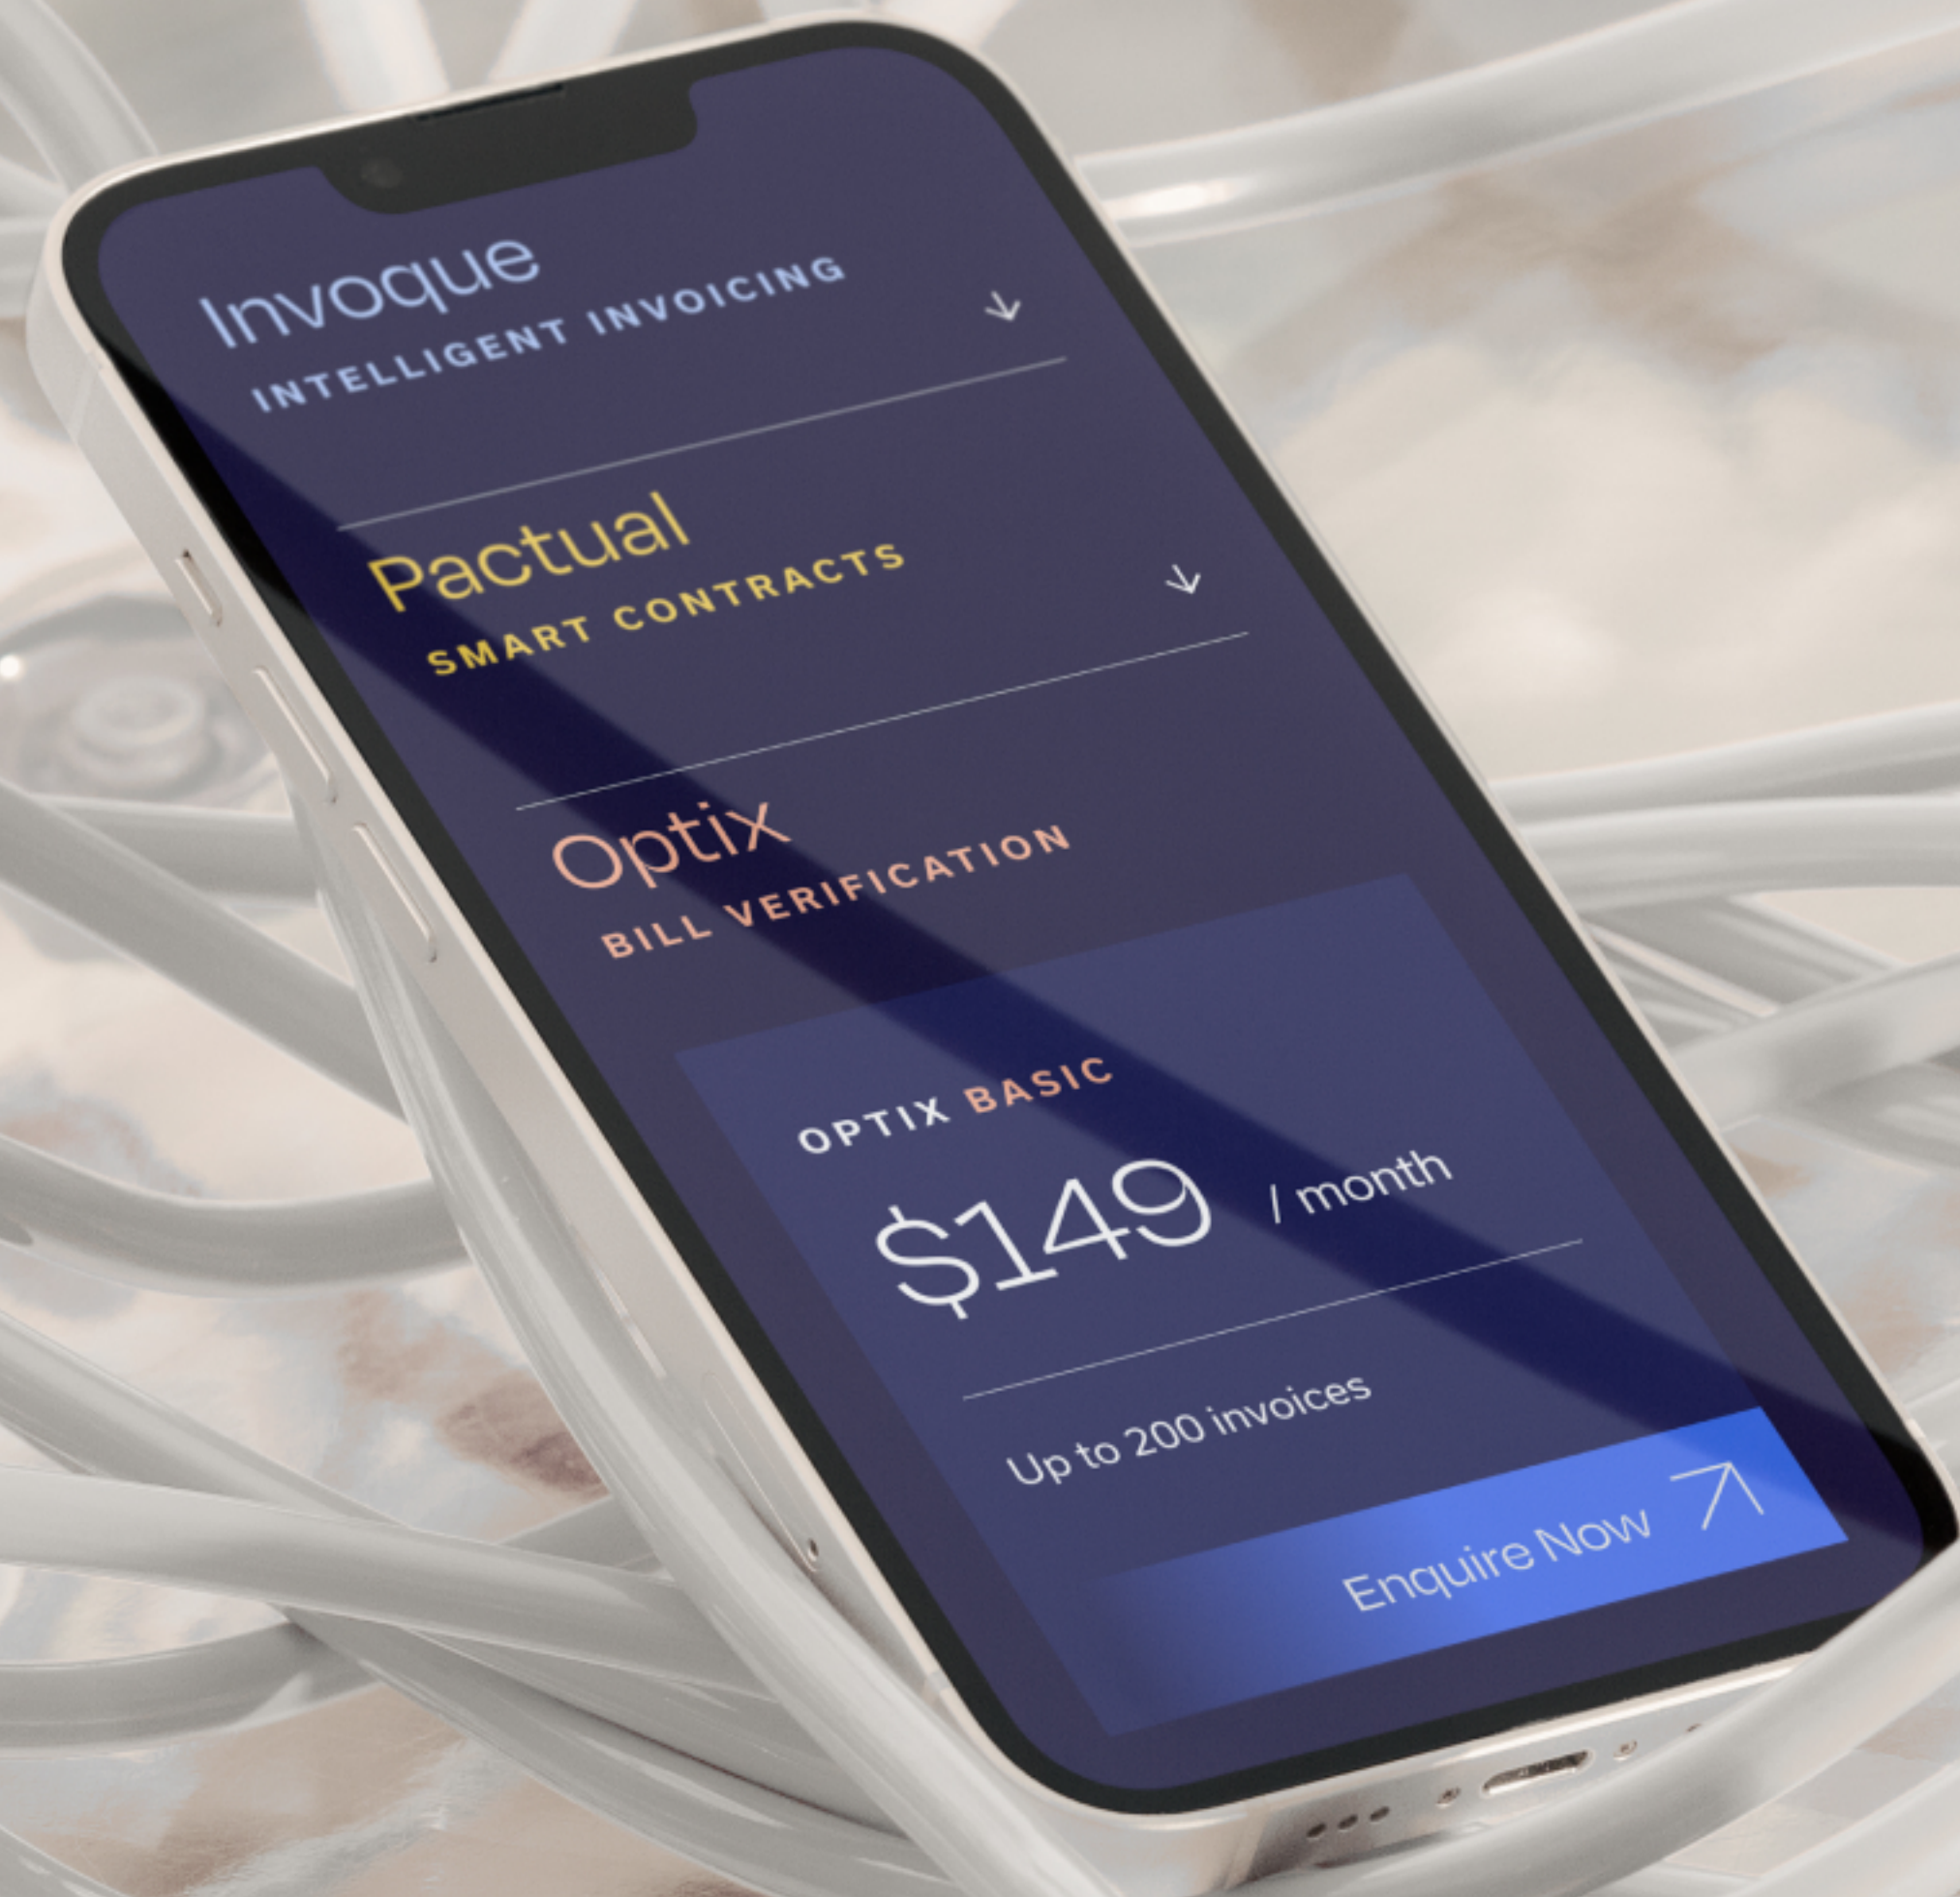 Invoque
INTELLIGENT INVOICING
Pactual
SMART CONTRACTS
Optix
BILL VERIFICATION
OPTIX BASIC
$149 / month
Up to 200 invoices
Enquire Now